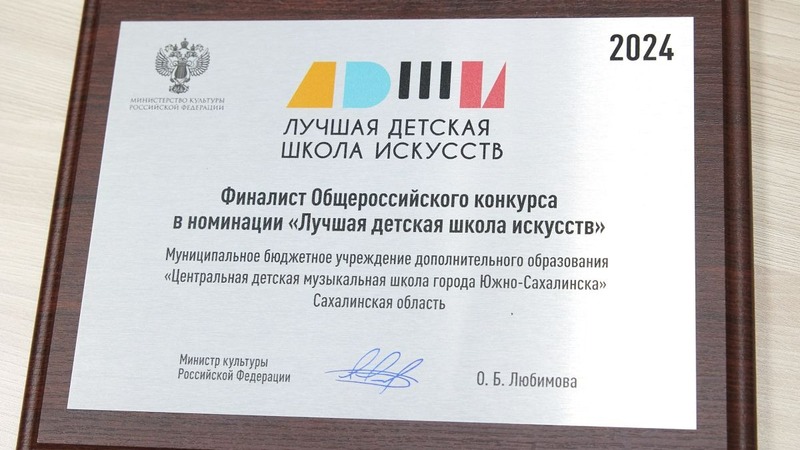 2024
МИНИСТЕРСТВО КУЛЬТУРЫ
РОССИЙСКОЙ ФЕДЕРАЦИИ
ЛДШИ
ЛУЧШАЯ ДЕТСКАЯ
ШКОЛА ИСКУССТВ
Финалист Общероссийского конкурса
в номинации «Лучшая детская школа искусств»
Муниципальное бюджетное учреждение дополнительного образования
«Центральная детская музыкальная школа города Южно-Сахалинска»
Сахалинская область
Министр культуры
Российской Федерации
О. Б. Любимова